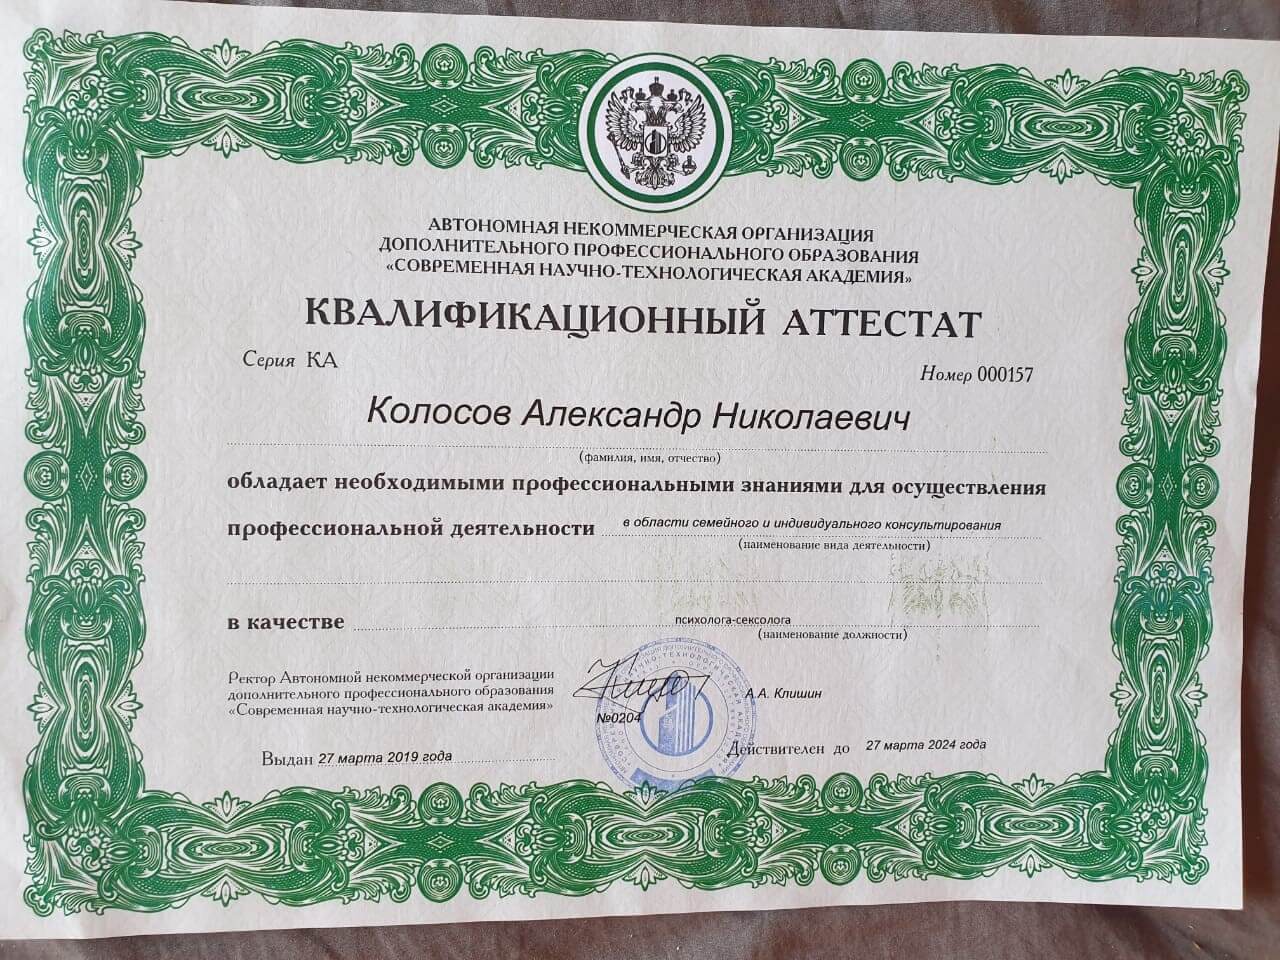 АВТОНОМНАЯ НЕКОММЕРЧЕСКАЯ ОРГАНИЗАЦИЯ
ДОПОЛНИТЕЛЬНОГО ПРОФЕССИОНАЛЬНОГО ОБРАЗОВАНИЯ
«СОВРЕМЕННАЯ НАУЧНО-ТЕХНОЛОГИЧЕСКАЯ АКАДЕМИЯ»
КВАЛИФИКАЦИОННЫЙ АТТЕСТАТ
Серия КА
Номер 000157
Колосов Александр Николаевич
(фамилия, имя, отчество)
обладает необходимыми профессиональными знаниями для осуществления
профессиональной деятельности в области семейного и индивидуального консультирования
(наименование вида деятельности)
в качестве психолога-сексолога
(наименование должности)
Ректор Автономной некоммерческой организации
дополнительного профессионального образования
«Современная научно-технологическая академия»
А.А. Клишин
№0204
Выдан 27 марта 2019 года
Действителен до 27 марта 2024 года